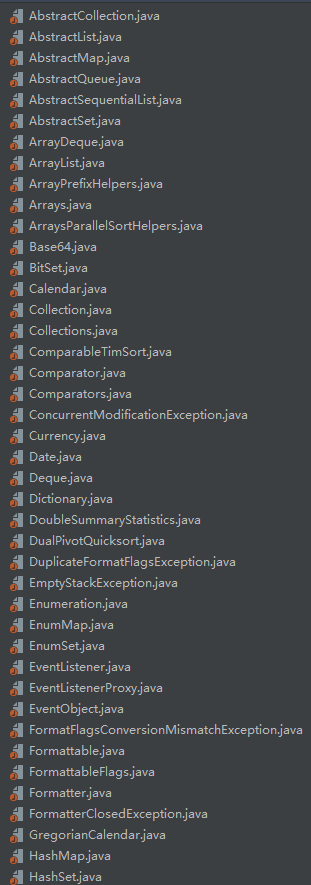 AbstractCollection.java
AbstractList.java
AbstractMap.java
AbstractQueue.java
AbstractSequentialList.java
AbstractSet.java
ArrayDeque.java
ArrayList.java
ArrayPrefixHelpers.java
Arrays.java
ArraysParallelSortHelpers.java
Base64.java
BitSet.java
Calendar.java
Collection.java
Collections.java
ComparableTimSort.java
Comparator.java
Comparators.java
ConcurrentModificationException.java
Currency.java
Date.java
Deque.java
Dictionary.java
DoubleSummaryStatistics.java
DualPivotQuicksort.java
DuplicateFormatFlagsException.java
EmptyStackException.java
Enumeration.java
EnumMap.java
EnumSet.java
EventListener.java
EventListenerProxy.java
EventObject.java
FormatFlagsConversionMismatchException.java
Formattable.java
FormattableFlags.java
Formatter.java
FormatterClosedException.java
GregorianCalendar.java
HashMap.java
HashSet.java